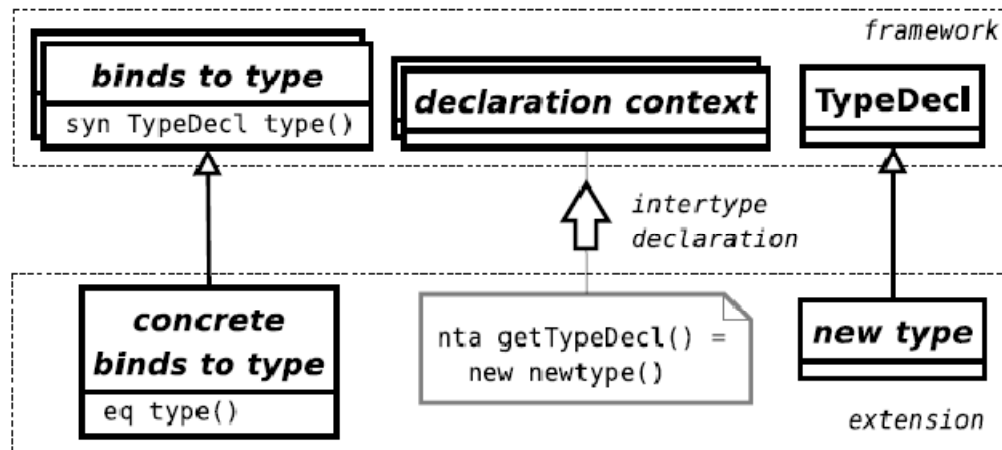 framework
binds to type
syn TypeDecl type()
declaration context
TypeDecl
intertype
declaration
concrete
binds to type
eq type()
nta getTypeDecl() =
new newtype()
new type
extension